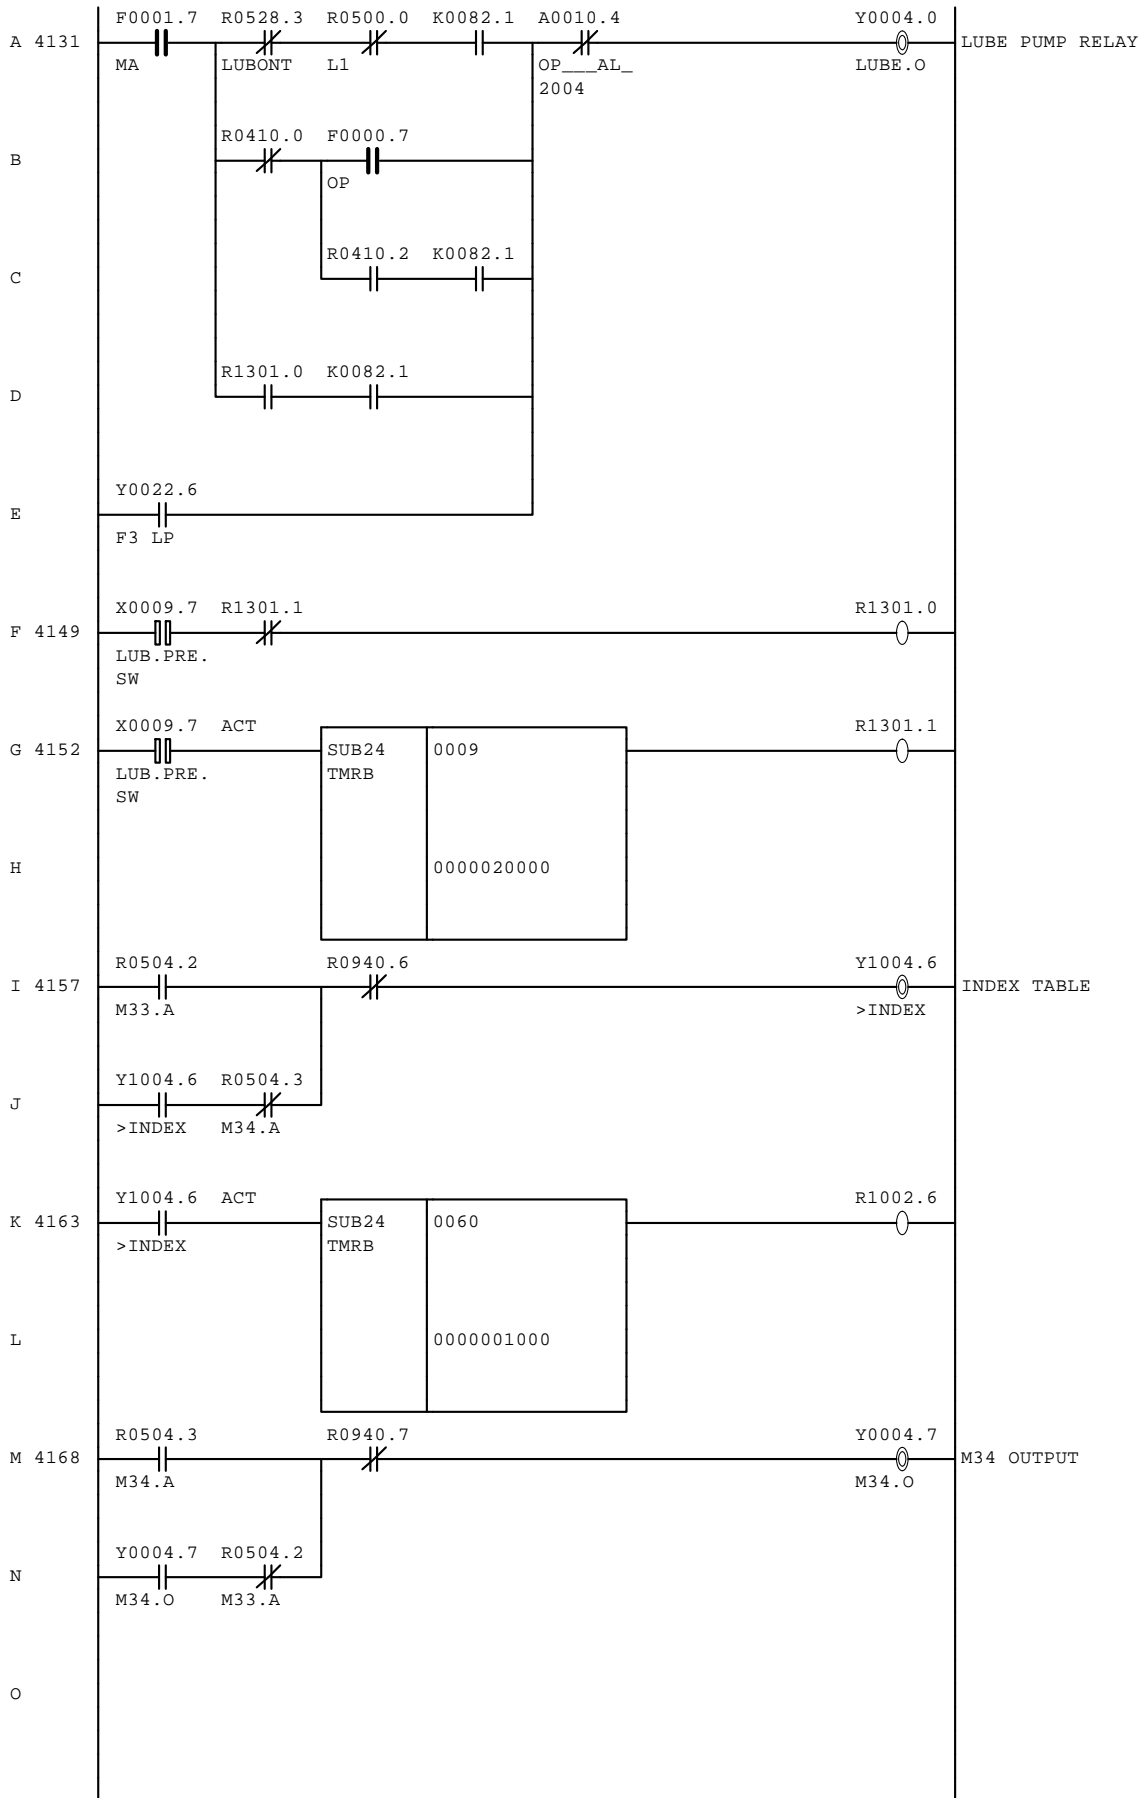 F0001.7 R0528.3 R0500.0 K0082.1 A0010.4 Y0004.0
A 4131 LUBE PUMP RELAY
MA LUBONT L1 OP___AL_ LUBE.O
2004
R0410.0 F0000.7
B
OP
R0410.2 K0082.1
C
R1301.0 K0082.1
D
Y0022.6
E
F3 LP
X0009.7 R1301.1 R1301.0
F 4149
LUB.PRE.
SW
X0009.7 ACT R1301.1
G 4152 SUB24 0009
LUB.PRE. TMRB
SW
H 0000020000
R0504.2 R0940.6 Y1004.6
I 4157 INDEX TABLE
M33.A >INDEX
Y1004.6 R0504.3
J
>INDEX M34.A
Y1004.6 ACT R1002.6
K 4163 SUB24 0060
>INDEX TMRB
L 0000001000
R0504.3 R0940.7 Y0004.7
M 4168 M34 OUTPUT
M34.A M34.O
Y0004.7 R0504.2
N
M34.O M33.A
O